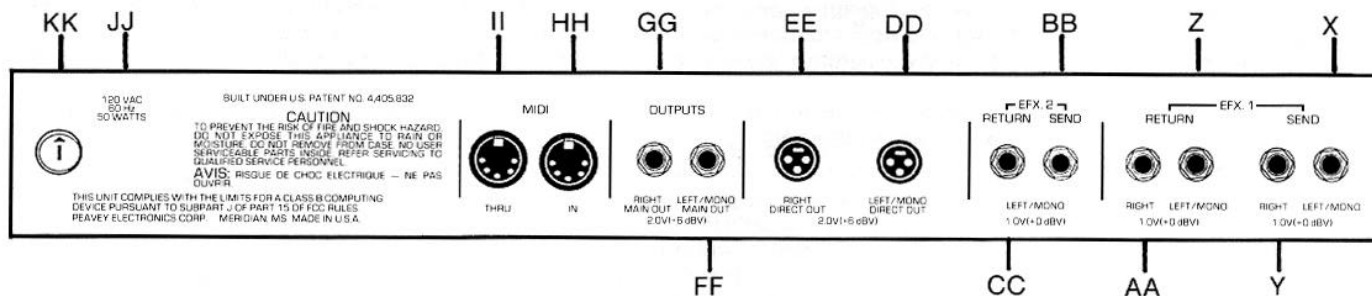 KK JJ II HH GG EE DD BB Z X
120 VAC
60 Hz
50 WATTS
BUILT UNDER U.S. PATENT NO. 4,405,832
CAUTION
TO PREVENT THE RISK OF FIRE AND SHOCK HAZARD,
DO NOT EXPOSE THIS APPLIANCE TO RAIN OR
MOISTURE. DO NOT REMOVE FROM CASE. NO USER
SERVICEABLE PARTS INSIDE. REFER SERVICING TO
QUALIFIED SERVICE PERSONNEL.
AVIS: RISQUE DE CHOC ELECTRIQUE — NE PAS
OUVRIR.
THIS UNIT COMPLIES WITH THE LIMITS FOR A CLASS B COMPUTING
DEVICE PURSUANT TO SUBPART J OF PART 15 OF FCC RULES
PEAVEY ELECTRONICS CORP. MERIDIAN, MS. MADE IN U.S.A.
MIDI
THRU IN
OUTPUTS
RIGHT LEFT/MONO
MAIN OUT MAIN OUT
2.0V(+6 dBV)
RIGHT LEFT/MONO
DIRECT OUT DIRECT OUT
2.0V(+6 dBV)
EFX. 2
RETURN SEND
LEFT/MONO
1.0V(+0 dBV)
EFX. 1
RETURN SEND
RIGHT LEFT/MONO RIGHT LEFT/MONO
1.0V(+0 dBV) 1.0V(+0 dBV)
FF CC AA Y